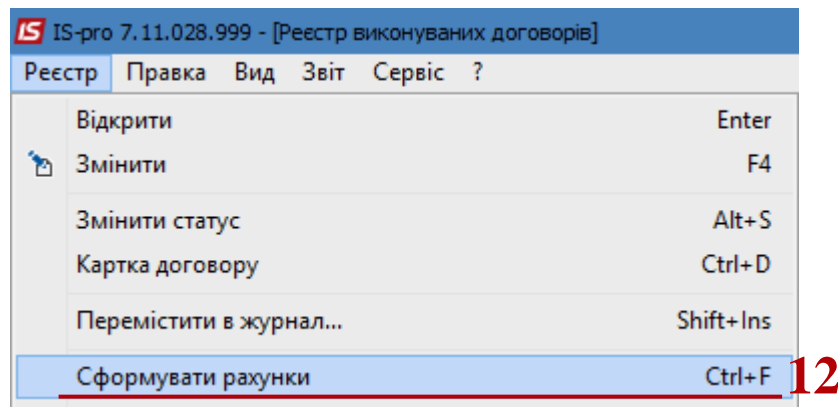 IS IS-pro 7.11.028.999 - [Реєстр виконуваних договорів]
Реєстр Правка Вид Звіт Сервіс ?
Відкрити Enter
Змінити F4
Змінити статус Alt+S
Картка договору Ctrl+D
Перемістити в журнал... Shift+Ins
Сформувати рахунки Ctrl+F 12